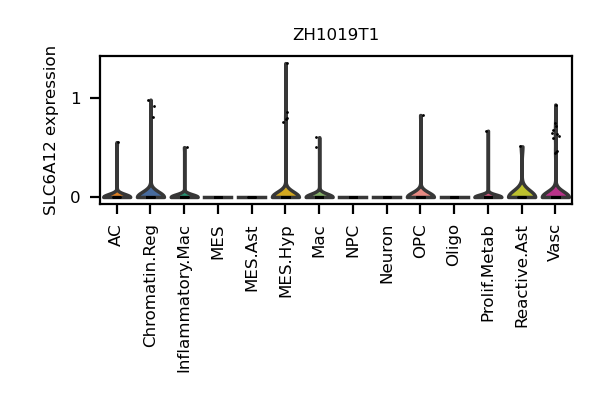 ZH1019T1
SLC6A12 expression
1
0
AC
Chromatin.Reg
Inflammatory.Mac
MES
MES.Ast
MES.Hyp
Mac
NPC
Neuron
OPC
Oligo
Prolif.Metab
Reactive.Ast
Vasc